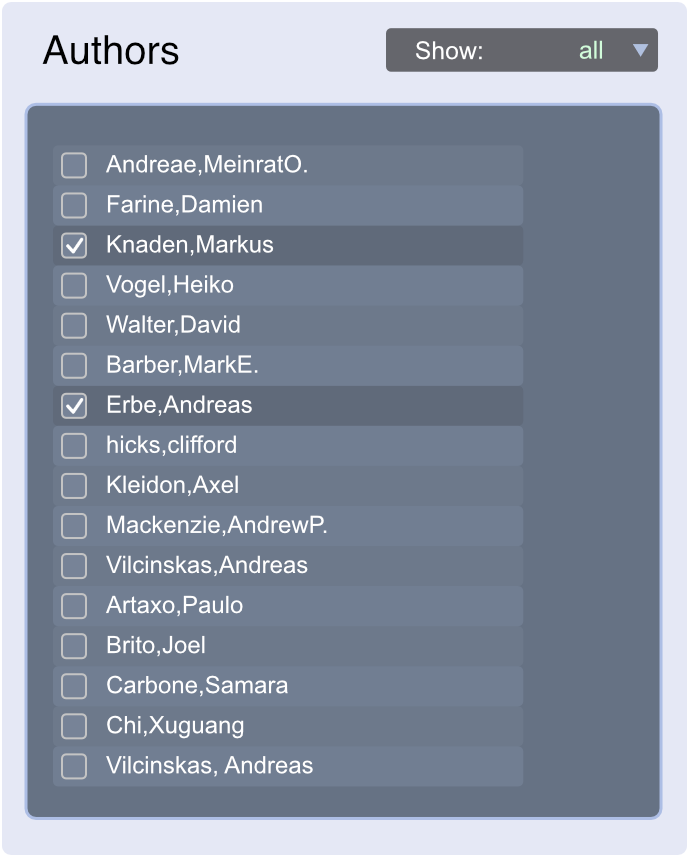 Authors
Show: all
Andreae,MeinratO.
Farine,Damien
Knaden,Markus
Vogel,Heiko
Walter,David
Barber,MarkE.
Erbe,Andreas
hicks,clifford
Kleidon,Axel
Mackenzie,AndrewP.
Vilcinskas,Andreas
Artaxo,Paulo
Brito,Joel
Carbone,Samara
Chi,Xuguang
Vilcinskas, Andreas